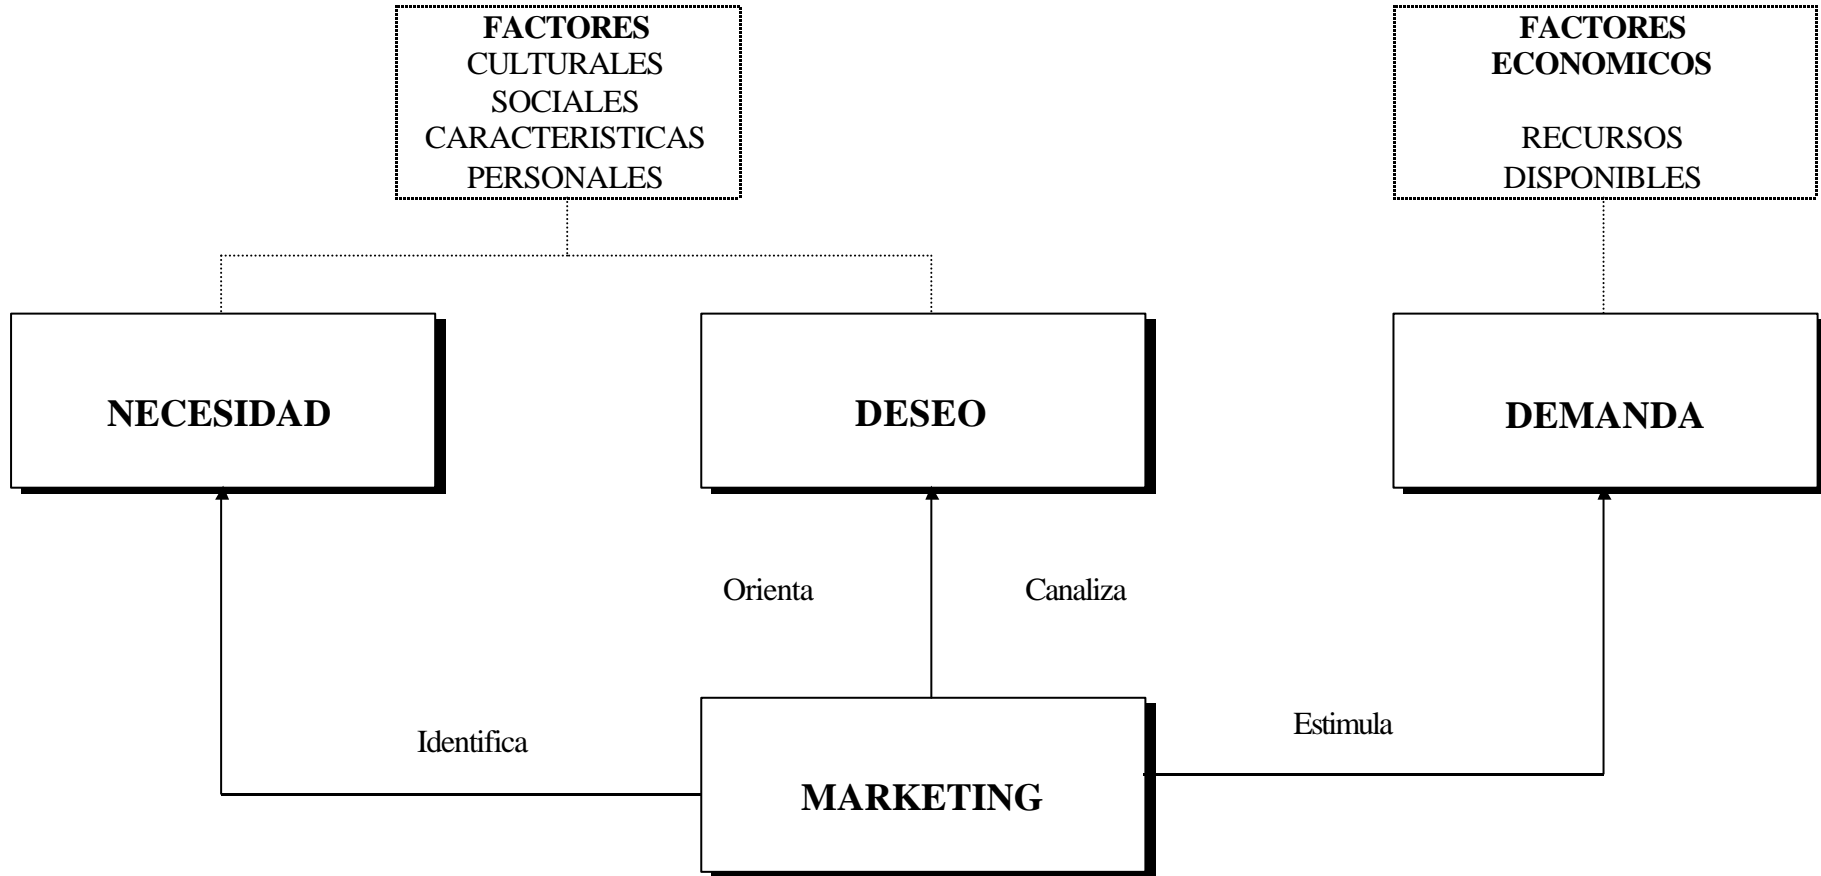 FACTORES
CULTURALES
SOCIALES
CARACTERISTICAS
PERSONALES
FACTORES
ECONOMICOS
RECURSOS
DISPONIBLES
NECESIDAD
DESEO
DEMANDA
Orienta
Canaliza
Identifica
Estimula
MARKETING